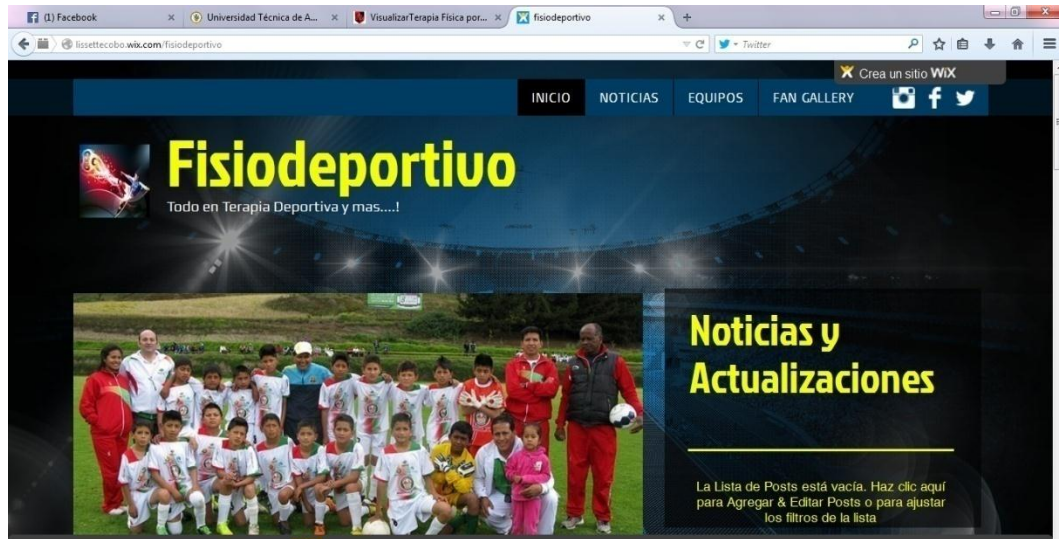 (1) Facebook
Universidad Técnica de A...
VisualizarTerapia Física por...
fisiodeportivo
lissettecobo.wix.com/fisiodeportivo
Twitter
Crea un sitio WiX
INICIO
NOTICIAS
EQUIPOS
FAN GALLERY
Fisiodeportivo
Todo en Terapia Deportiva y mas....!
Noticias y
Actualizaciones
La Lista de Posts está vacía. Haz clic aquí
para Agregar & Editar Posts o para ajustar
los filtros de la lista